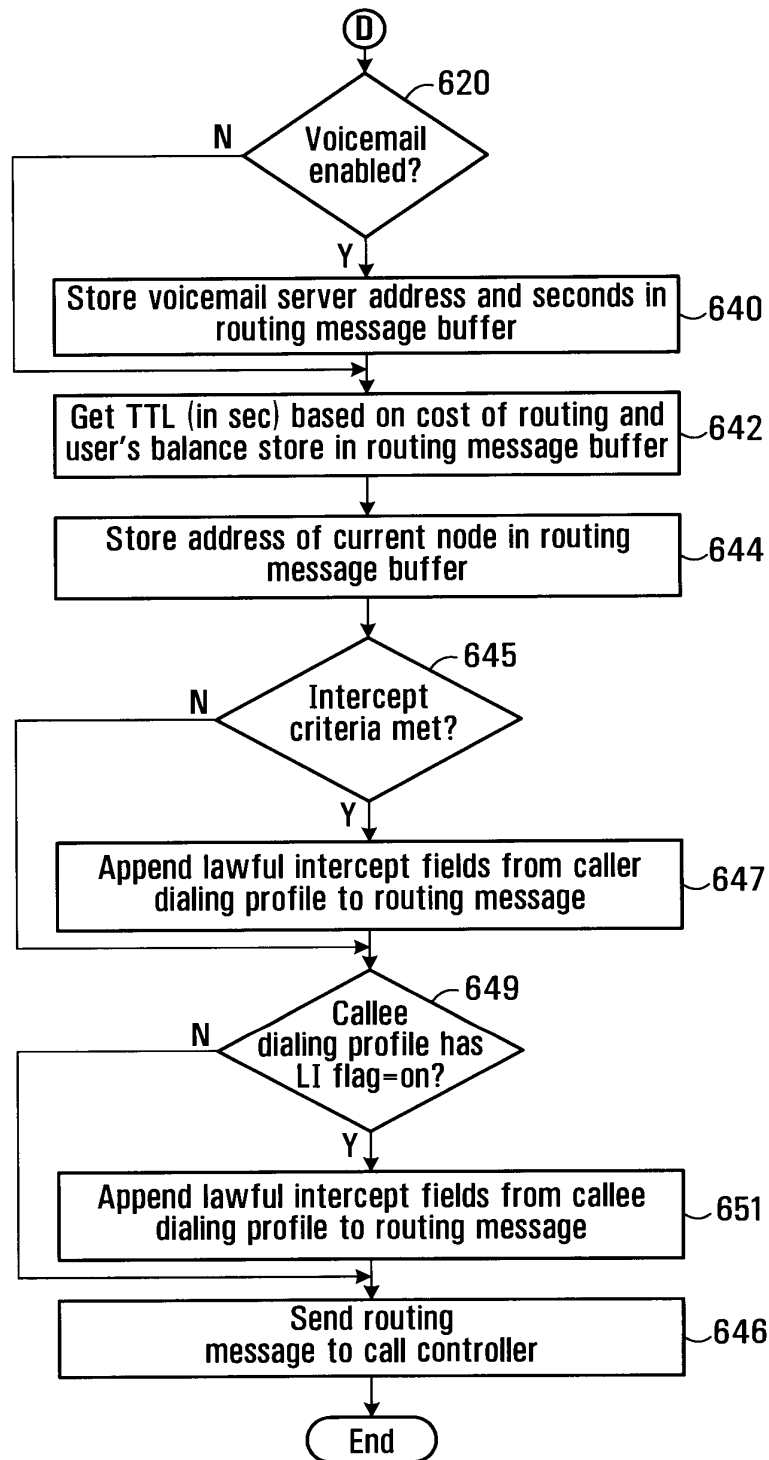 D
620
N
Voicemail
enabled?
Y
Store voicemail server address and seconds in
routing message buffer
640
Get TTL (in sec) based on cost of routing and
user's balance store in routing message buffer
642
Store address of current node in routing
message buffer
644
645
N
Intercept
criteria met?
Y
Append lawful intercept fields from caller
dialing profile to routing message
647
649
N
Callee
dialing profile has
LI flag=on?
Y
Append lawful intercept fields from callee
dialing profile to routing message
651
Send routing
message to call controller
646
End